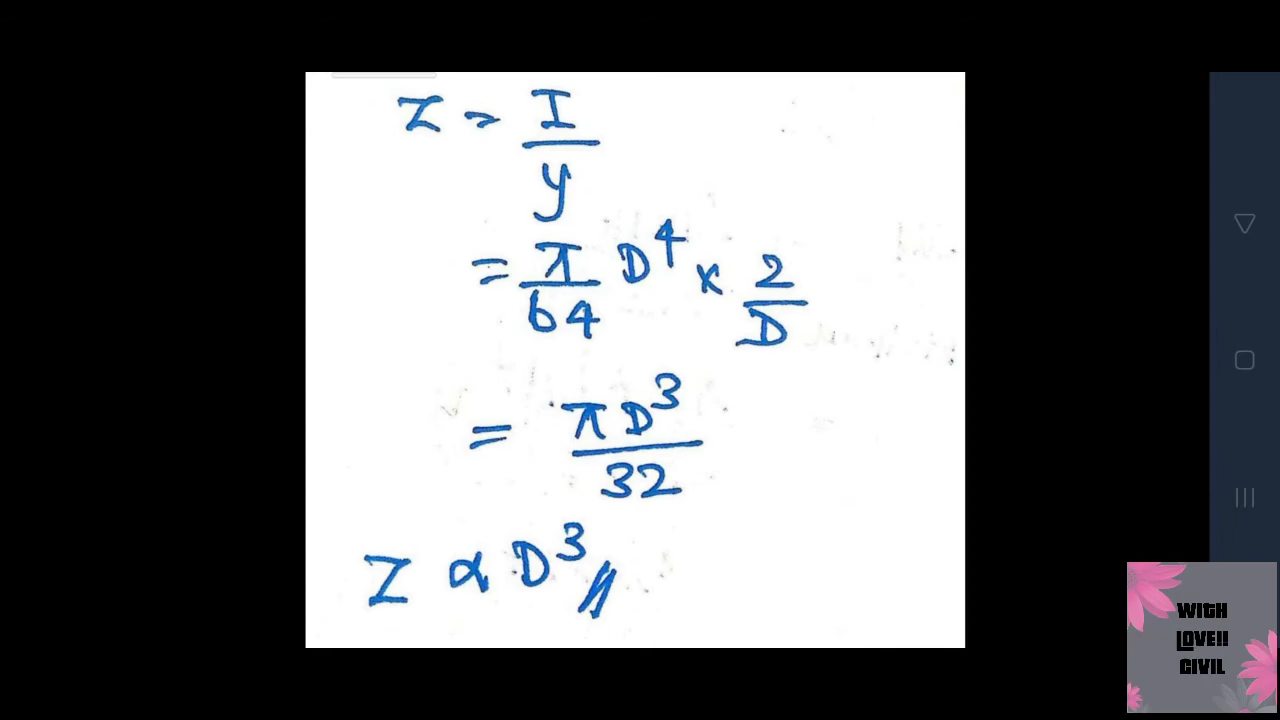 Z = I/y
= π/64 D⁴ × 2/D
= πD³/32
Z ∝ D³//
WITH
LOVE!!
CIVIL